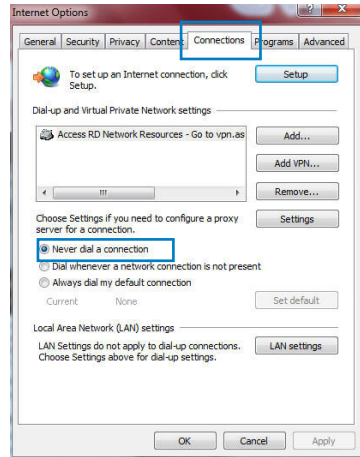 Internet Options
General Security Privacy Content Connections Programs Advanced
To set up an Internet connection, click
Setup.
Setup
Dial-up and Virtual Private Network settings
Access RD Network Resources - Go to vpn.as
Add...
Add VPN...
Remove...
Choose Settings if you need to configure a proxy
server for a connection.
Settings
Never dial a connection
Dial whenever a network connection is not present
Always dial my default connection
Current None
Set default
Local Area Network (LAN) settings
LAN Settings do not apply to dial-up connections.
Choose Settings above for dial-up settings.
LAN settings
OK Cancel Apply